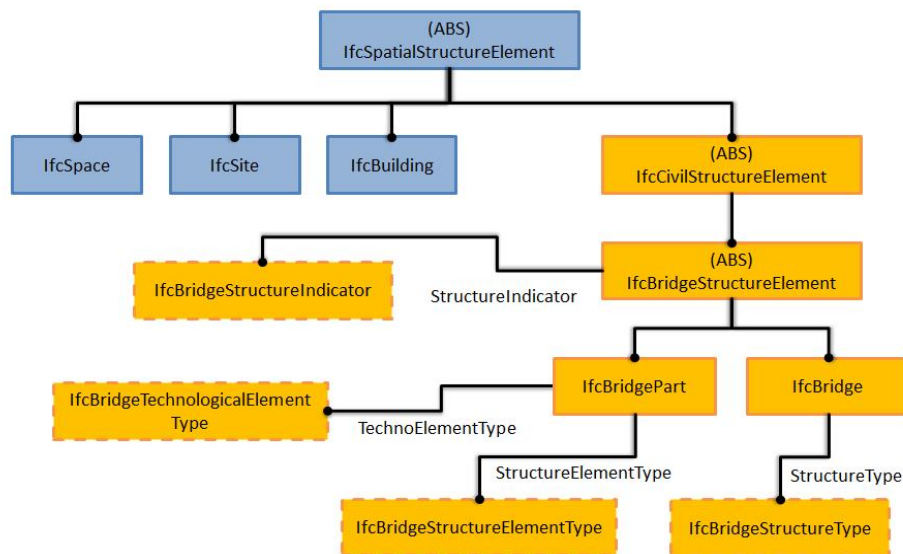 (ABS)
IfcSpatialStructureElement
IfcSpace
IfcSite
IfcBuilding
(ABS)
IfcCivilStructureElement
(ABS)
IfcBridgeStructureElement
IfcBridgeStructureIndicator
StructureIndicator
IfcBridgePart
IfcBridge
IfcBridgeTechnologicalElement
Type
TechnoElementType
StructureElementType
StructureType
IfcBridgeStructureElementType
IfcBridgeStructureType